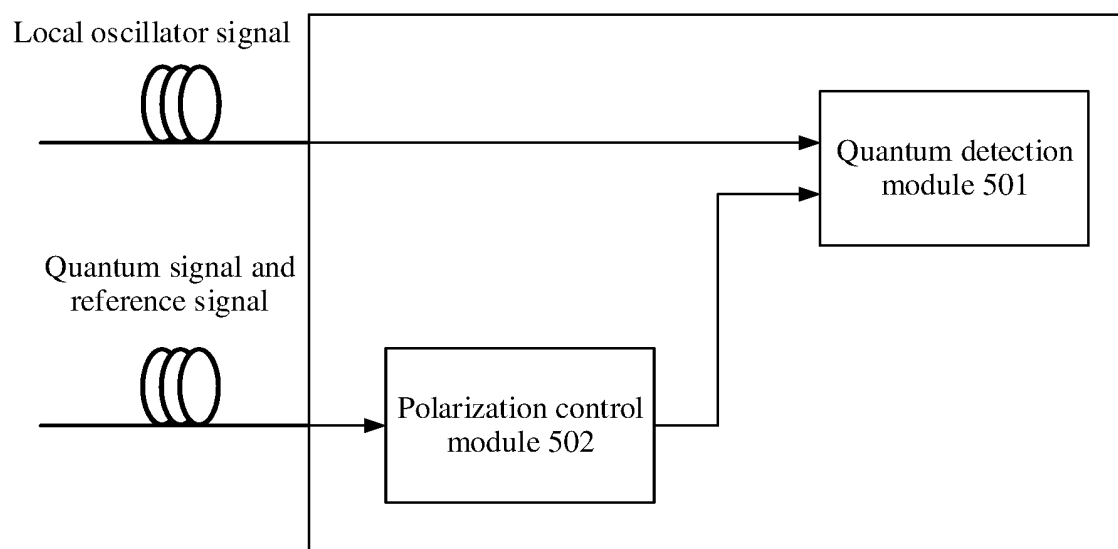 Local oscillator signal
Quantum detection
module 501
Quantum signal and
reference signal
Polarization control
module 502